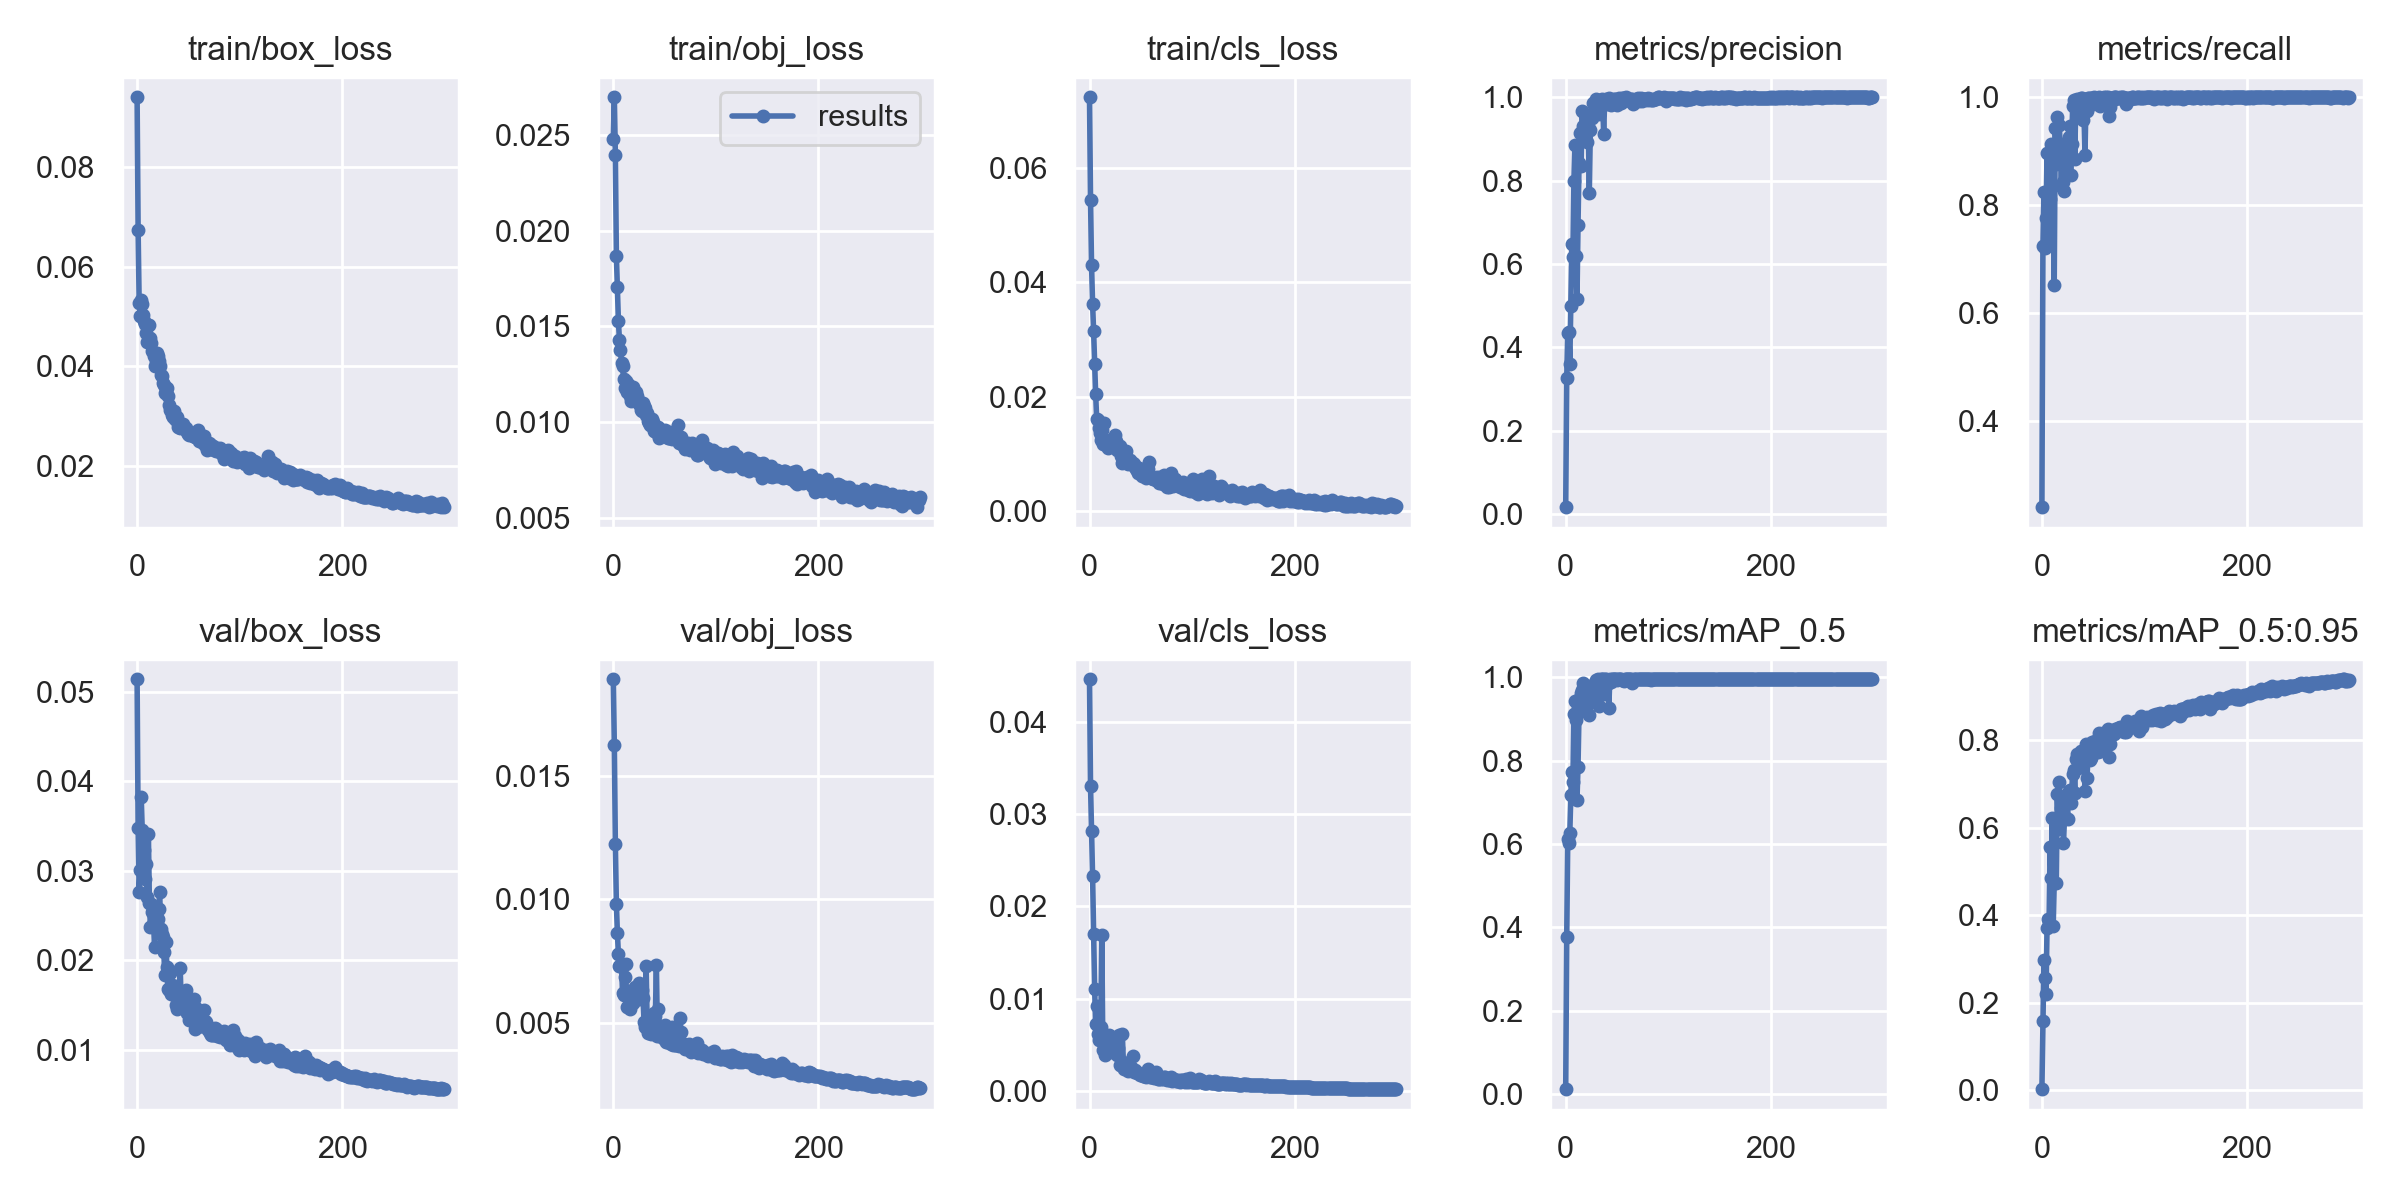 train/box_loss train/obj_loss train/cls_loss metrics/precision metrics/recall
results
0.08 0.06 0.04 0.02
0.025 0.020 0.015 0.010 0.005
0.06 0.04 0.02 0.00
1.0 0.8 0.6 0.4 0.2 0.0
1.0 0.8 0.6 0.4
0 200 0 200 0 200 0 200 0 200
val/box_loss val/obj_loss val/cls_loss metrics/mAP_0.5 metrics/mAP_0.5:0.95
0.05 0.04 0.03 0.02 0.01
0.015 0.010 0.005
0.04 0.03 0.02 0.01 0.00
1.0 0.8 0.6 0.4 0.2 0.0
0.8 0.6 0.4 0.2 0.0
0 200 0 200 0 200 0 200 0 200